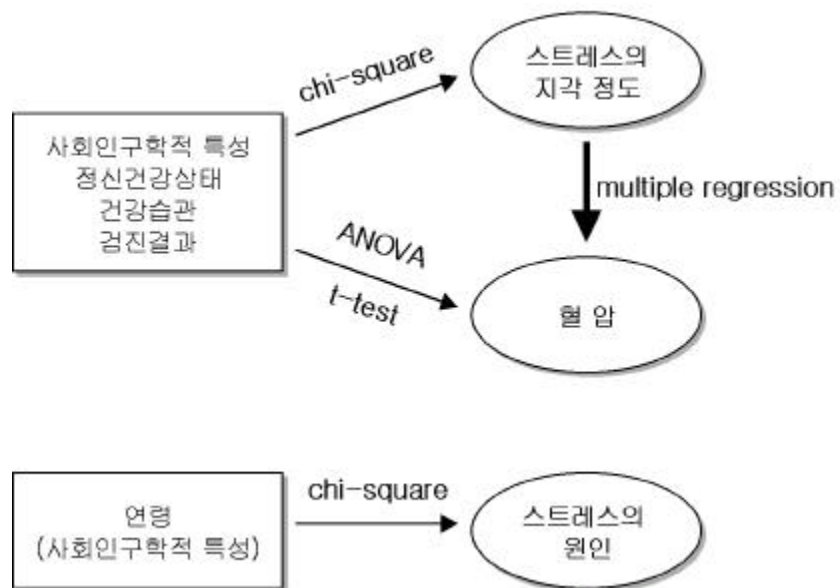 chi-square
스트레스의
지각 정도
사회인구학적 특성
정신건강상태
건강습관
검진결과
multiple regression
ANOVA
t-test
혈 압
연령
(사회인구학적 특성)
chi-square
스트레스의
원인